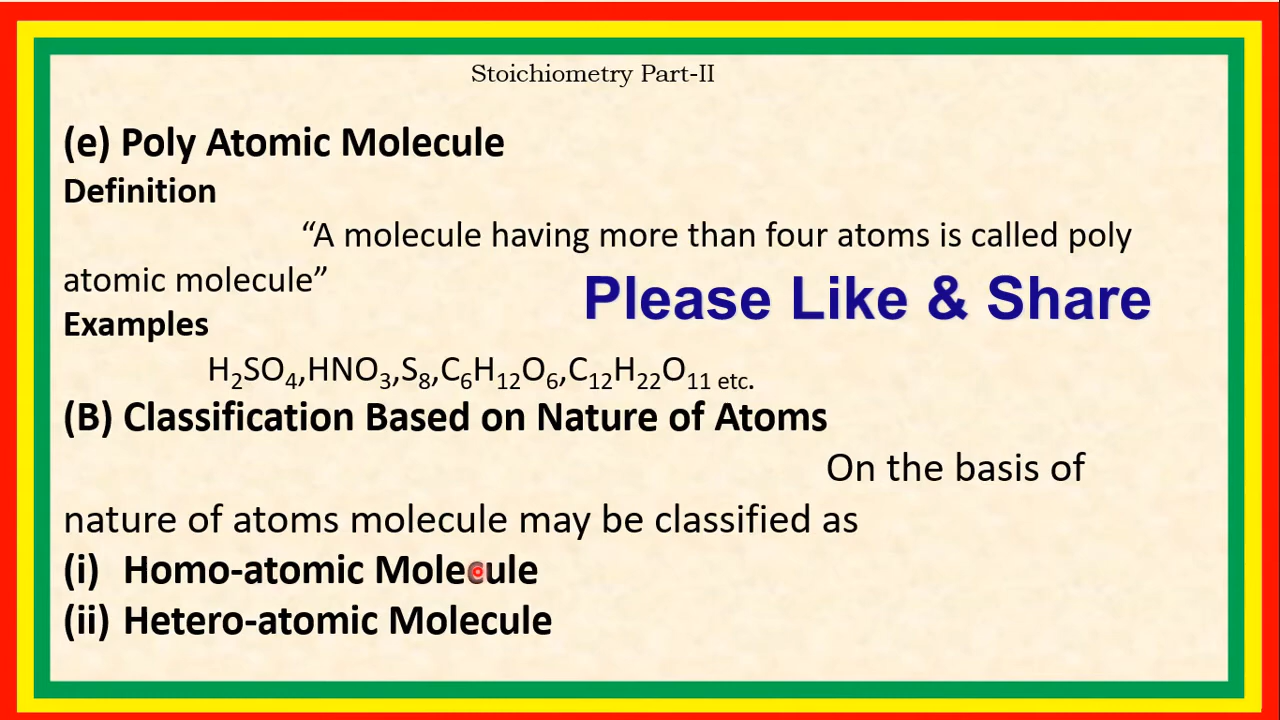 Stoichiometry Part-II
(e) Poly Atomic Molecule
Definition
“A molecule having more than four atoms is called poly
atomic molecule”
Please Like & Share
Examples
H₂SO₄,HNO₃,S₈,C₆H₁₂O₆,C₁₂H₂₂O₁₁ etc.
(B) Classification Based on Nature of Atoms
On the basis of
nature of atoms molecule may be classified as
(i) Homo-atomic Molecule
(ii) Hetero-atomic Molecule